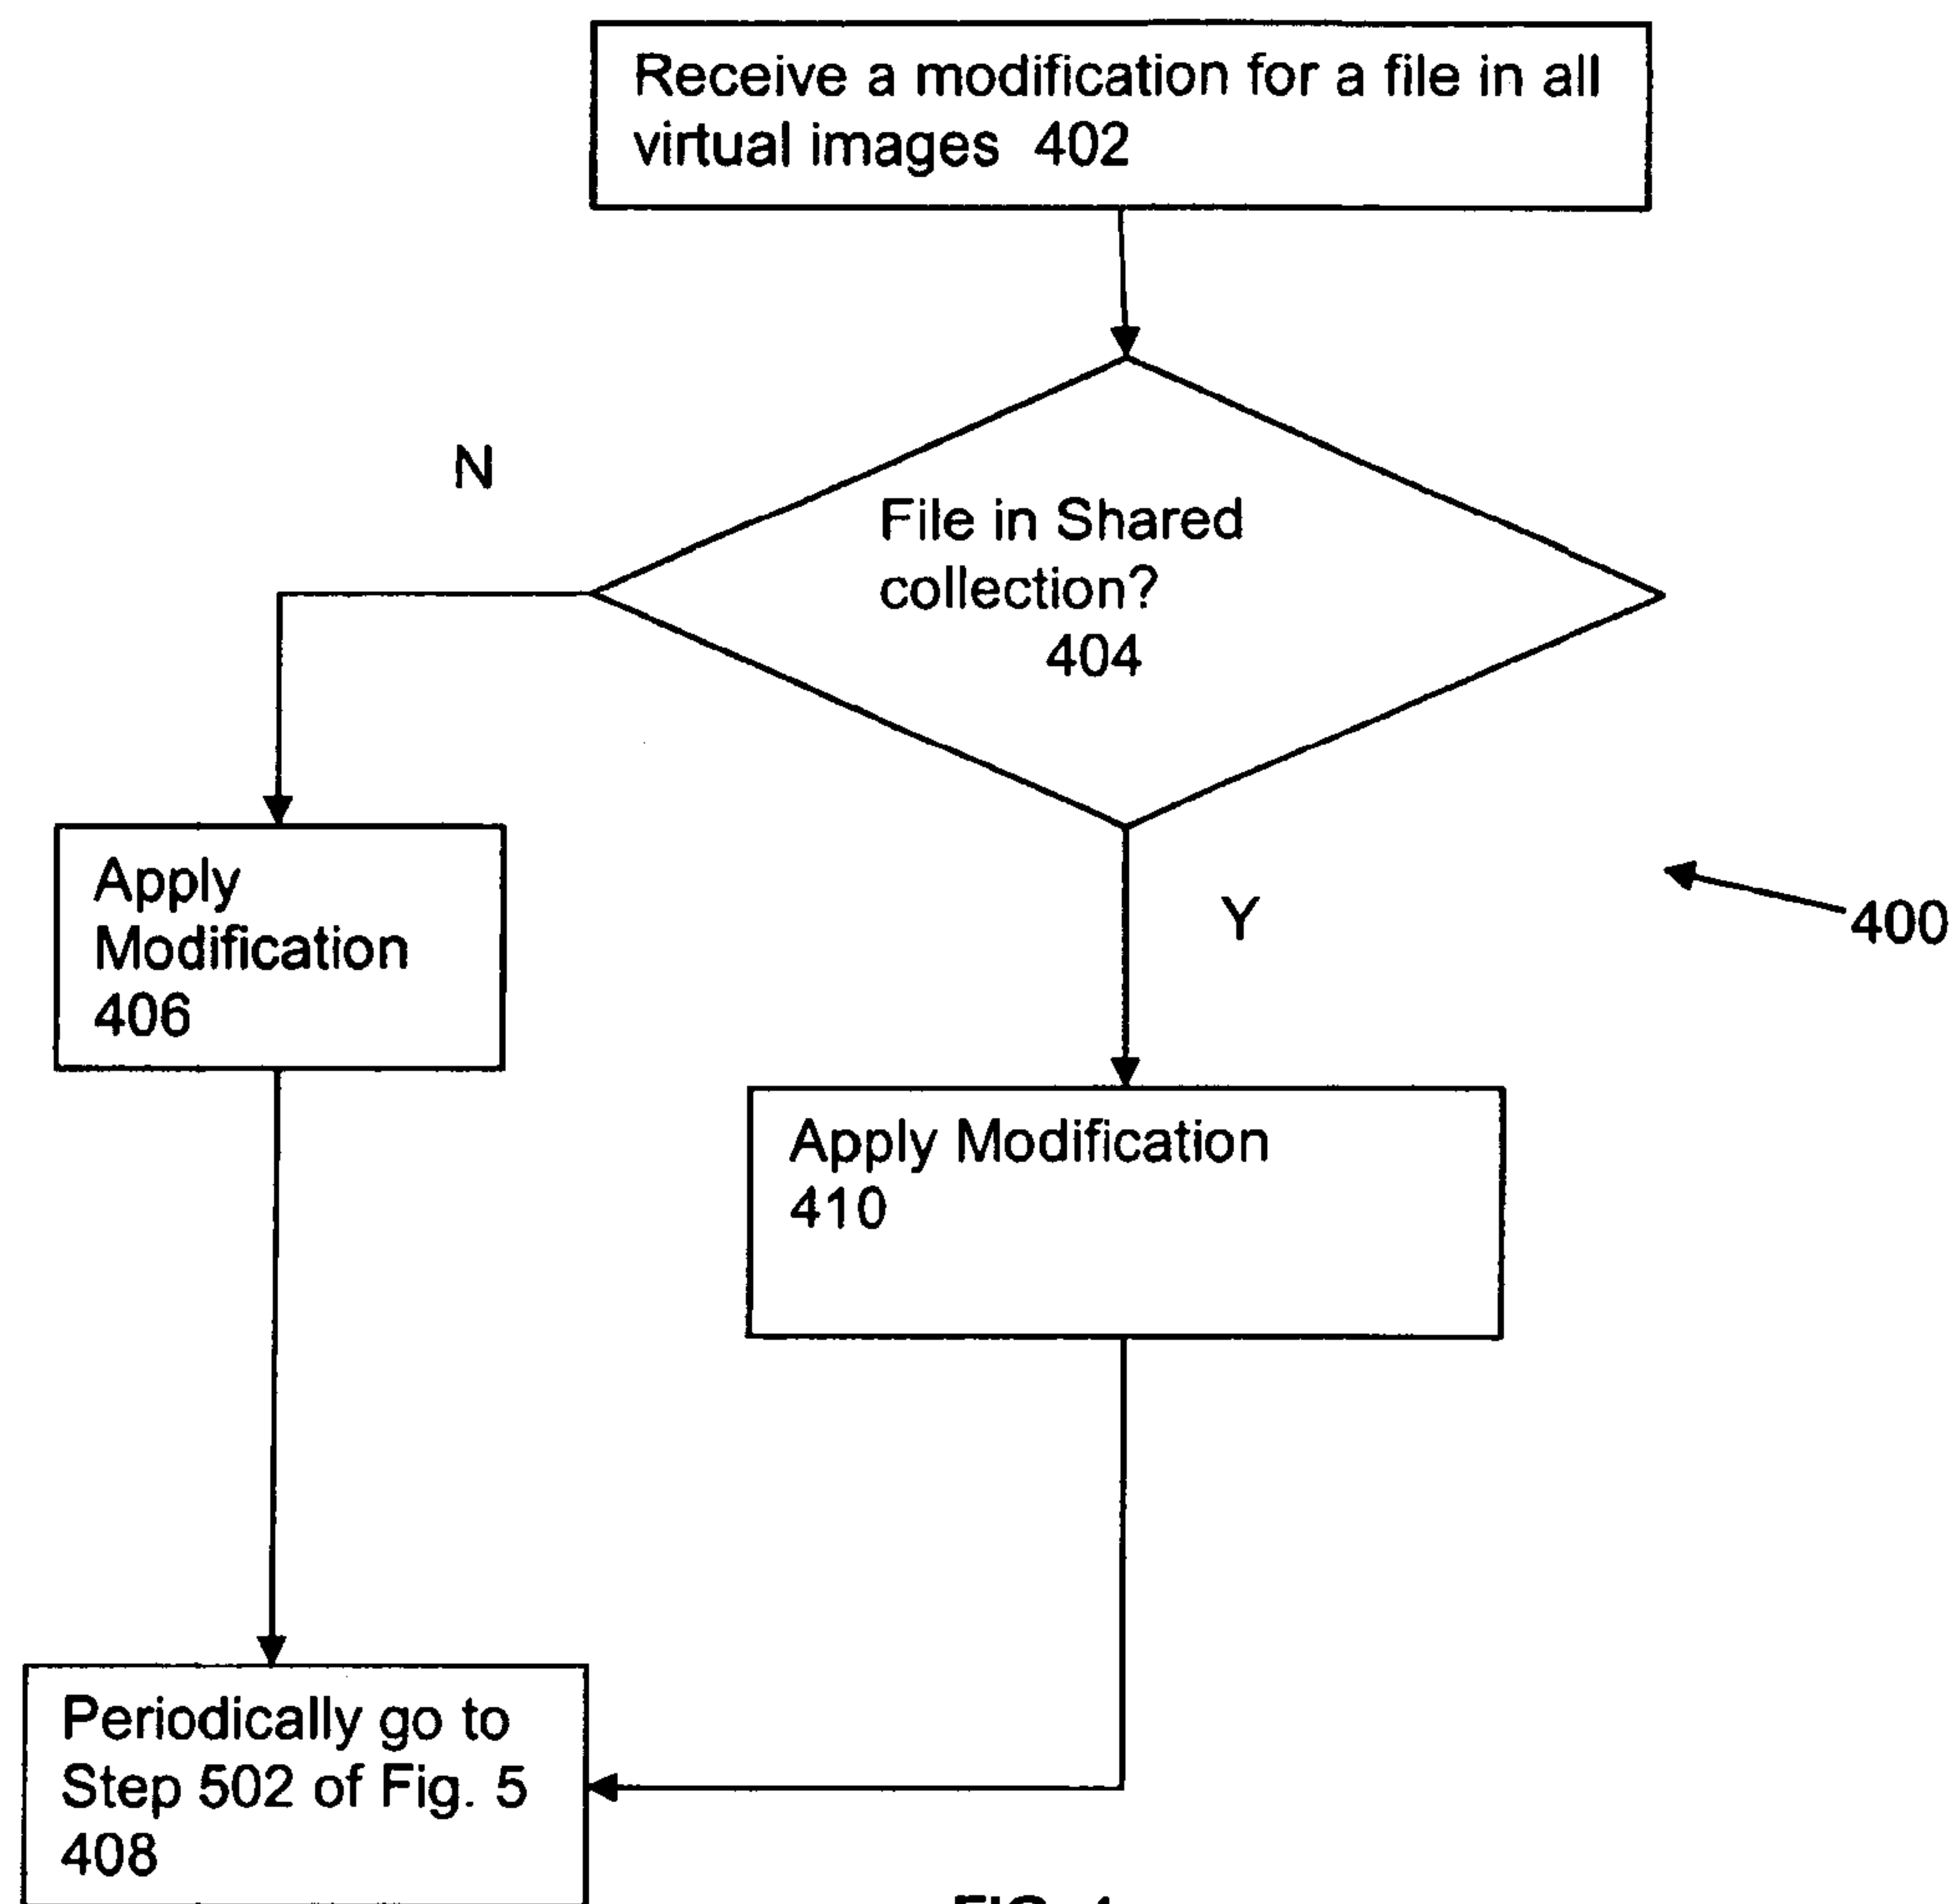 Receive a modification for a file in all
virtual images 402
N
File in Shared
collection?
404
Apply
Modification
406
Y
400
Apply Modification
410
Periodically go to
Step 502 of Fig. 5
408